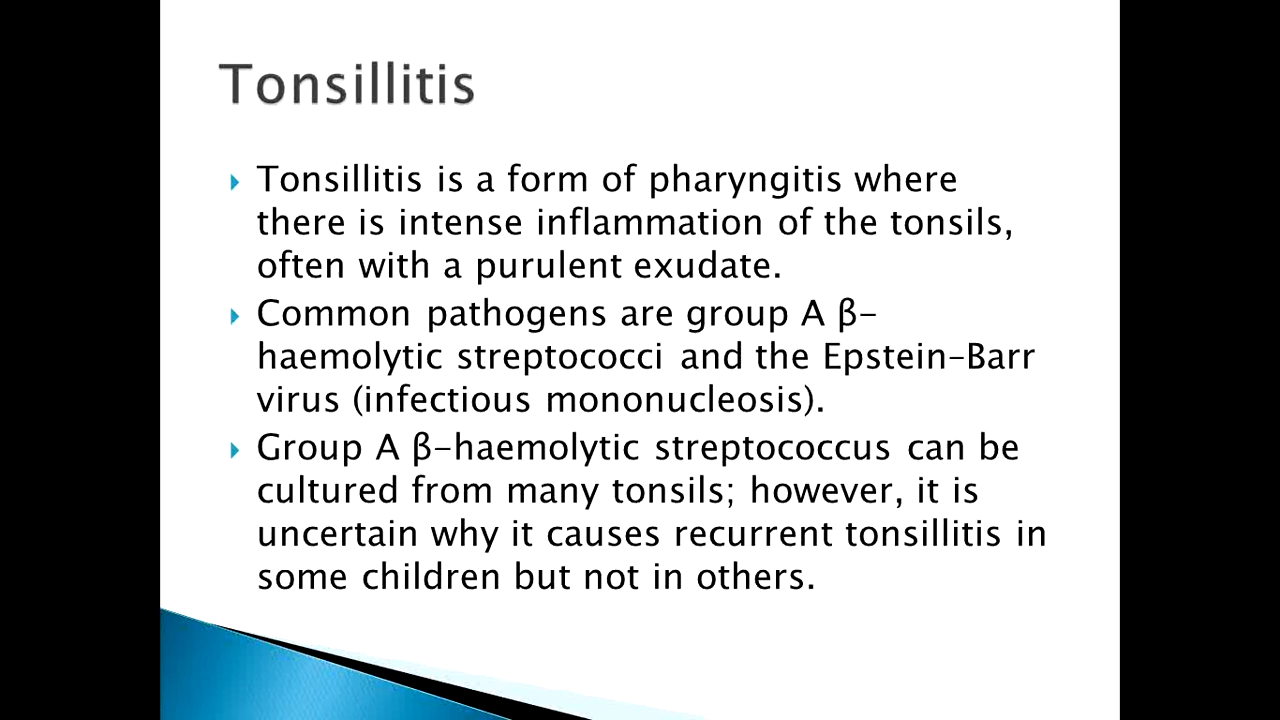 Tonsillitis
Tonsillitis is a form of pharyngitis where
there is intense inflammation of the tonsils,
often with a purulent exudate.
Common pathogens are group A β-
haemolytic streptococci and the Epstein-Barr
virus (infectious mononucleosis).
Group A β-haemolytic streptococcus can be
cultured from many tonsils; however, it is
uncertain why it causes recurrent tonsillitis in
some children but not in others.